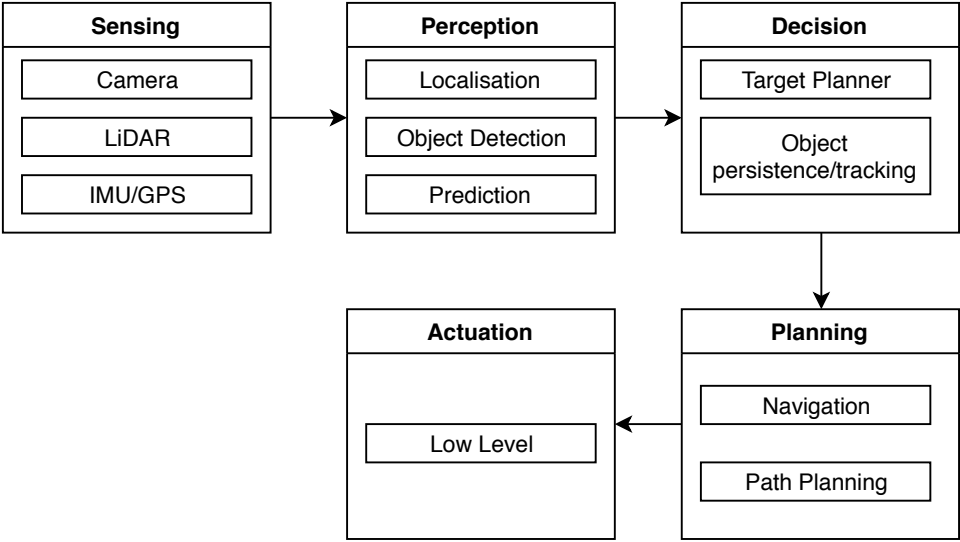 Sensing
Camera
LiDAR
IMU/GPS
Perception
Localisation
Object Detection
Prediction
Decision
Target Planner
Object
persistence/tracking
Planning
Navigation
Path Planning
Actuation
Low Level